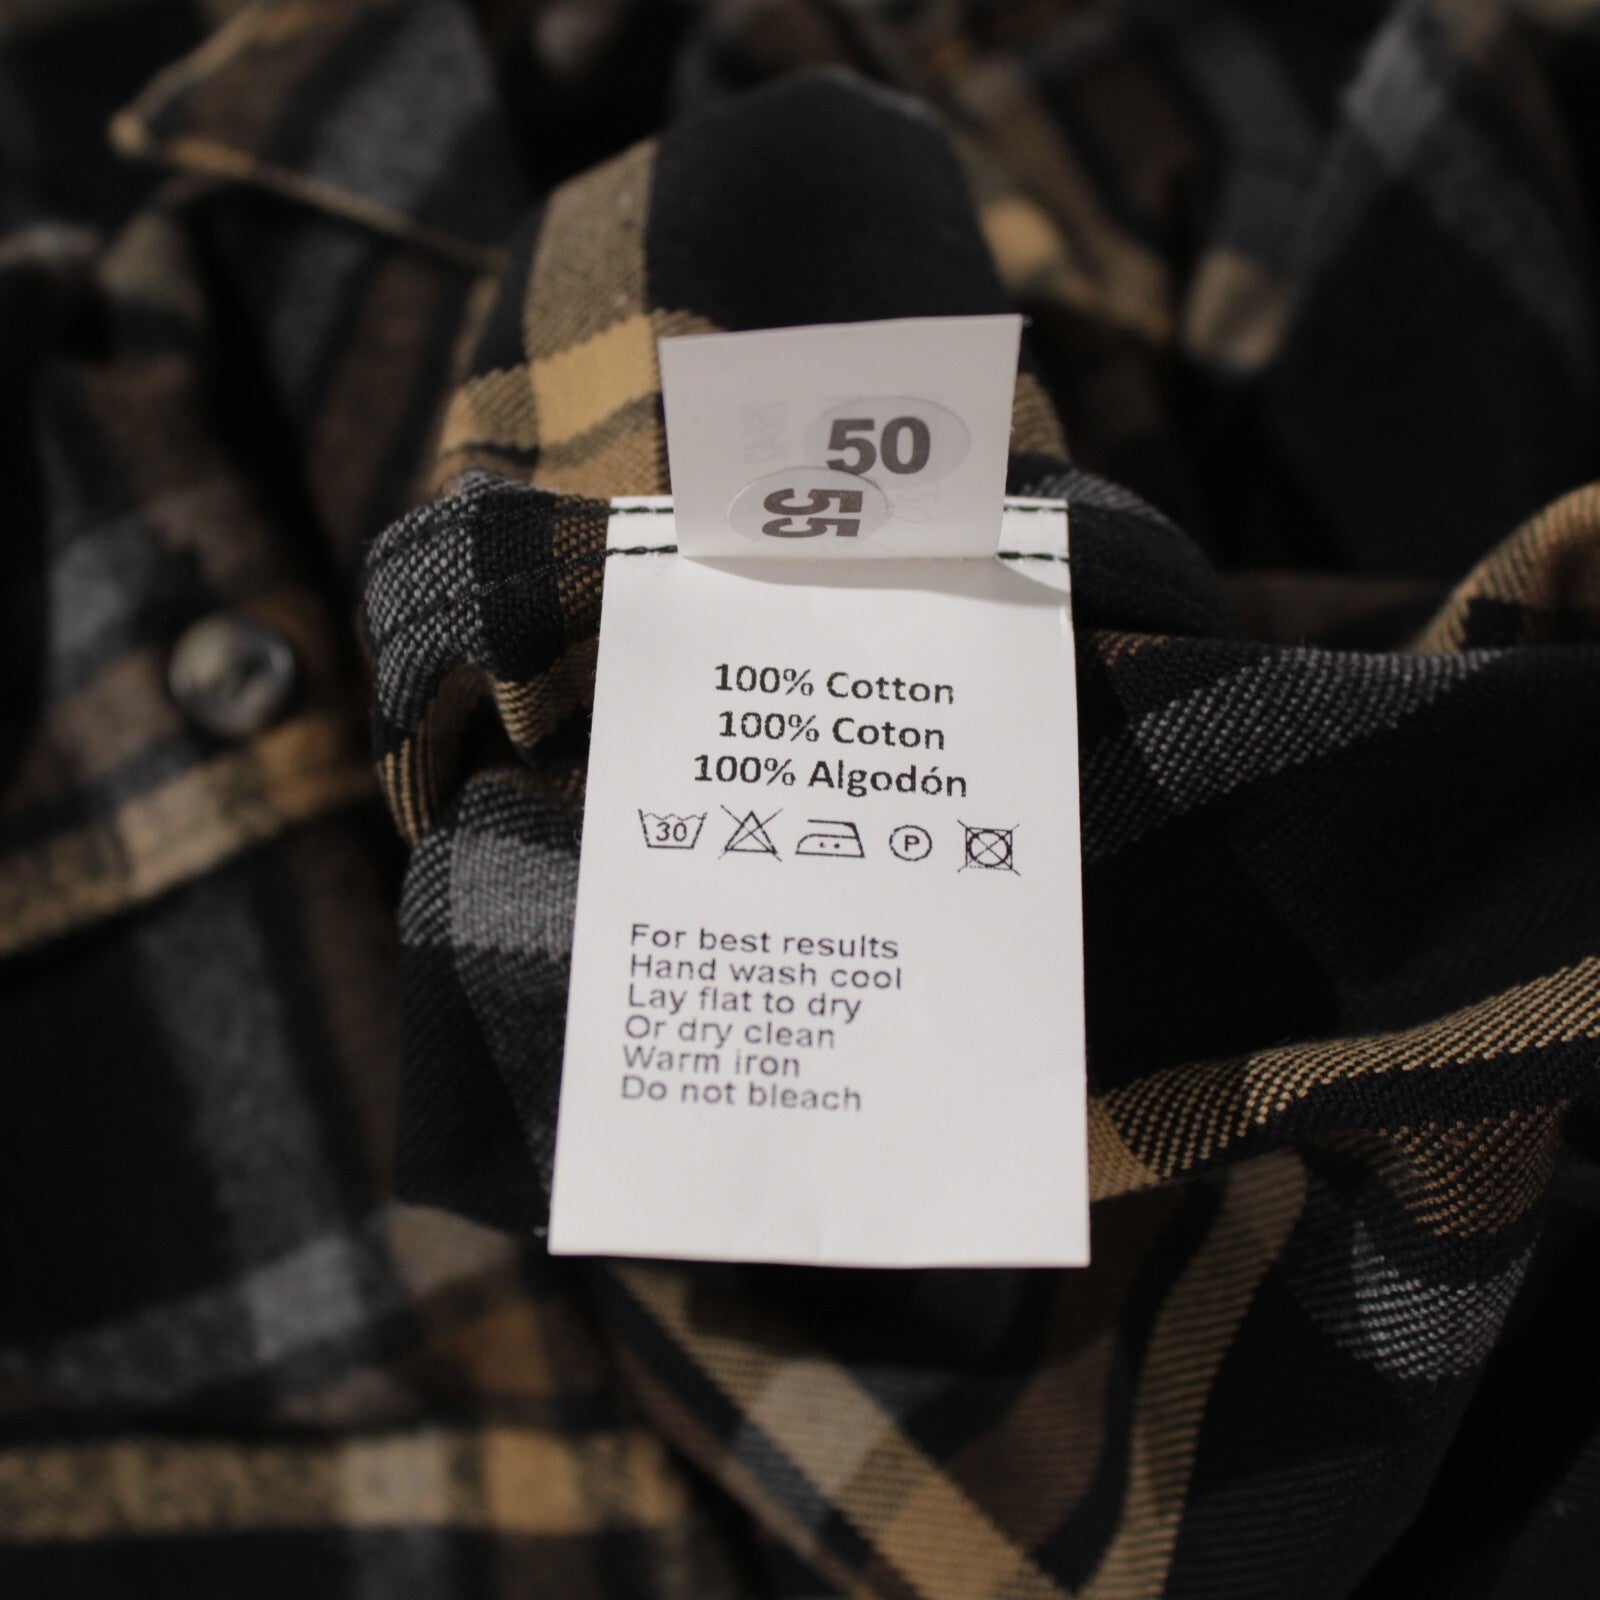 50
55
100% Cotton
100% Coton
100% Algodón
30 P
For best results
Hand wash cool
Lay flat to dry
Or dry clean
Warm iron
Do not bleach